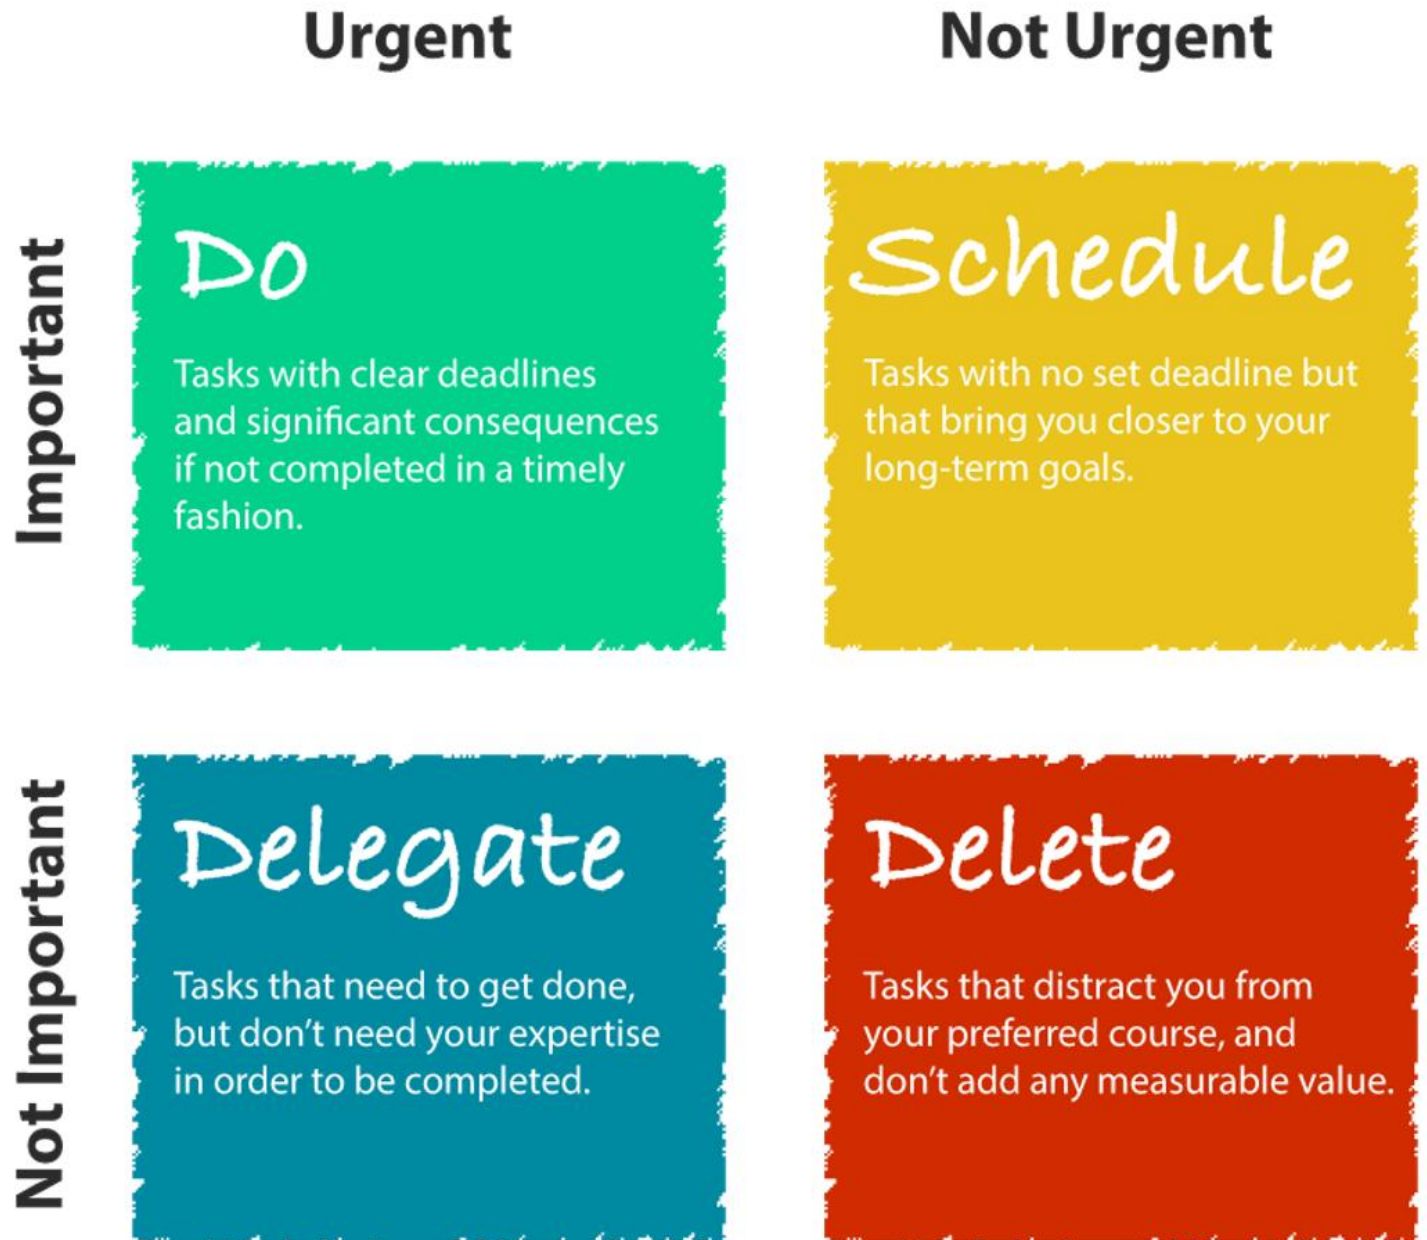 Urgent
Not Urgent
Important
Do
Tasks with clear deadlines
and significant consequences
if not completed in a timely
fashion.
Schedule
Tasks with no set deadline but
that bring you closer to your
long-term goals.
Not Important
Delegate
Tasks that need to get done,
but don't need your expertise
in order to be completed.
Delete
Tasks that distract you from
your preferred course, and
don't add any measurable value.